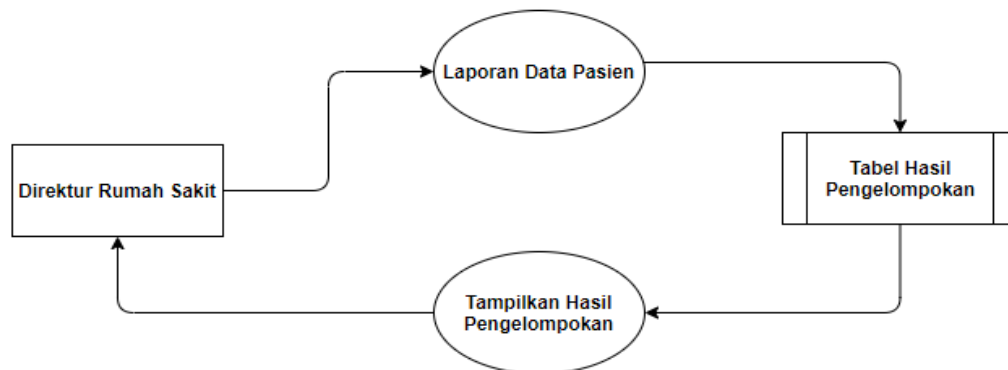 Laporan Data Pasien
Direktur Rumah Sakit
Tabel Hasil
Pengelompokan
Tampilkan Hasil
Pengelompokan